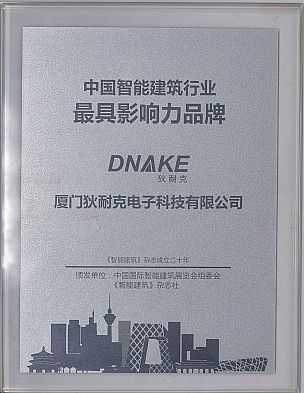 中国智能建筑行业
最具影响力品牌
DNAKE
狄耐克
厦门狄耐克电子科技有限公司
《智能建筑》杂志成立二十年
颁发单位：中国国际智能建筑展览会组委会
《智能建筑》杂志社